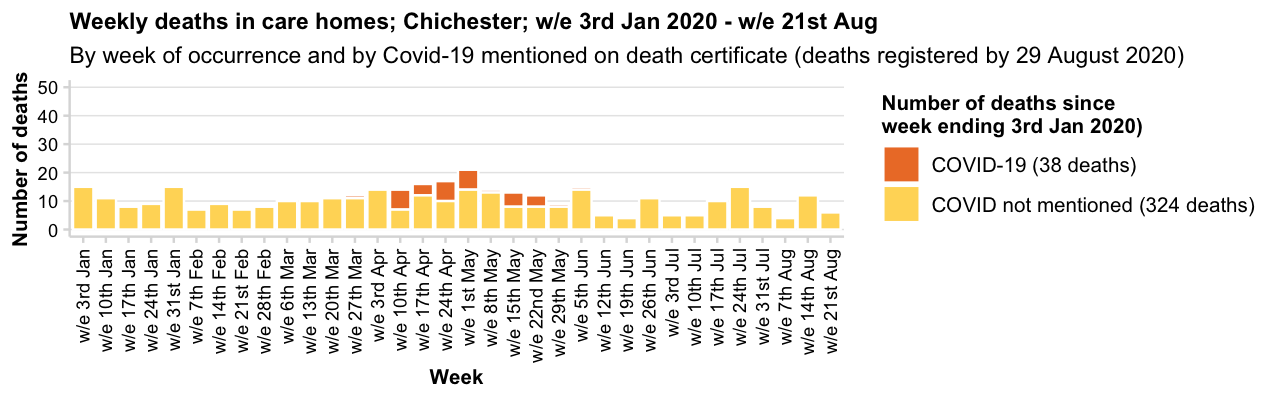 Weekly deaths in care homes; Chichester; w/e 3rd Jan 2020 - w/e 21st Aug
By week of occurrence and by Covid-19 mentioned on death certificate (deaths registered by 29 August 2020)
Number of deaths
50
40
30
20
10
0
w/e 3rd Jan
w/e 10th Jan
w/e 17th Jan
w/e 24th Jan
w/e 31st Jan
w/e 7th Feb
w/e 14th Feb
w/e 21st Feb
w/e 28th Feb
w/e 6th Mar
w/e 13th Mar
w/e 20th Mar
w/e 27th Mar
w/e 3rd Apr
w/e 10th Apr
w/e 17th Apr
w/e 24th Apr
w/e 1st May
w/e 8th May
w/e 15th May
w/e 22nd May
w/e 29th May
w/e 5th Jun
w/e 12th Jun
w/e 19th Jun
w/e 26th Jun
w/e 3rd Jul
w/e 10th Jul
w/e 17th Jul
w/e 24th Jul
w/e 31st Jul
w/e 7th Aug
w/e 14th Aug
w/e 21st Aug
Week
Number of deaths since
week ending 3rd Jan 2020)
COVID-19 (38 deaths)
COVID not mentioned (324 deaths)